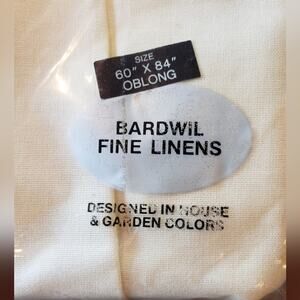 SIZE
60" X 84"
OBLONG
BARDWIL
FINE LINENS
DESIGNED IN HOUSE
& GARDEN COLORS